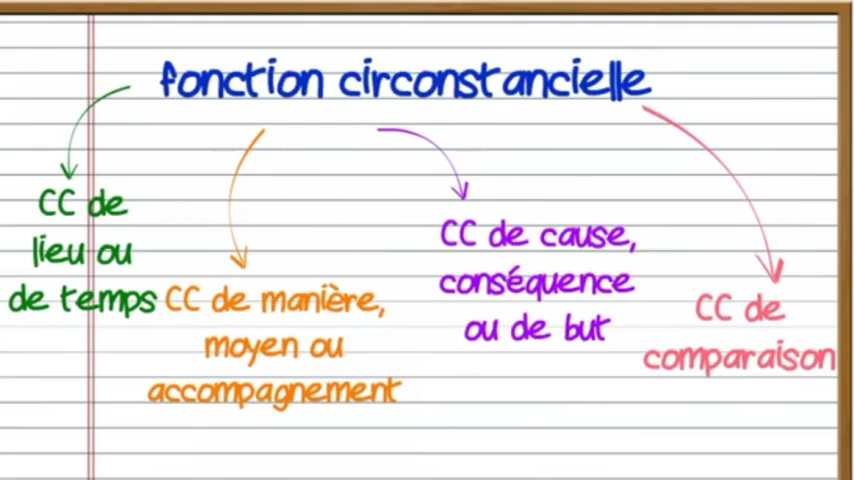 fonction circonstancielle
CC de
lieu ou
de temps
CC de manière,
moyen ou
accompagnement
CC de cause,
conséquence
ou de but
CC de
comparaison